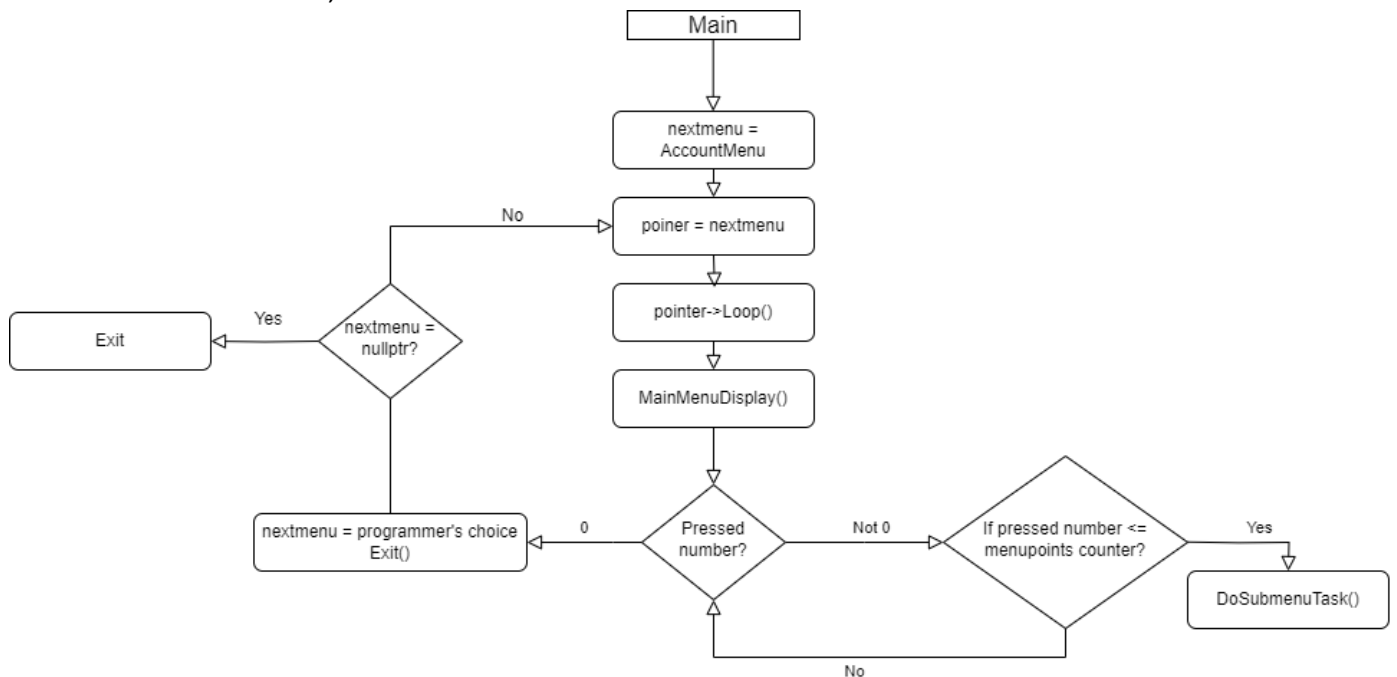 Main
nextmenu =
AccountMenu
No
poiner = nextmenu
pointer->Loop()
Yes
nextmenu =
nullptr?
Exit
MainMenuDisplay()
nextmenu = programmer's choice
Exit()
0
Pressed
number?
Not 0
If pressed number <=
menupoints counter?
Yes
DoSubmenuTask()
No